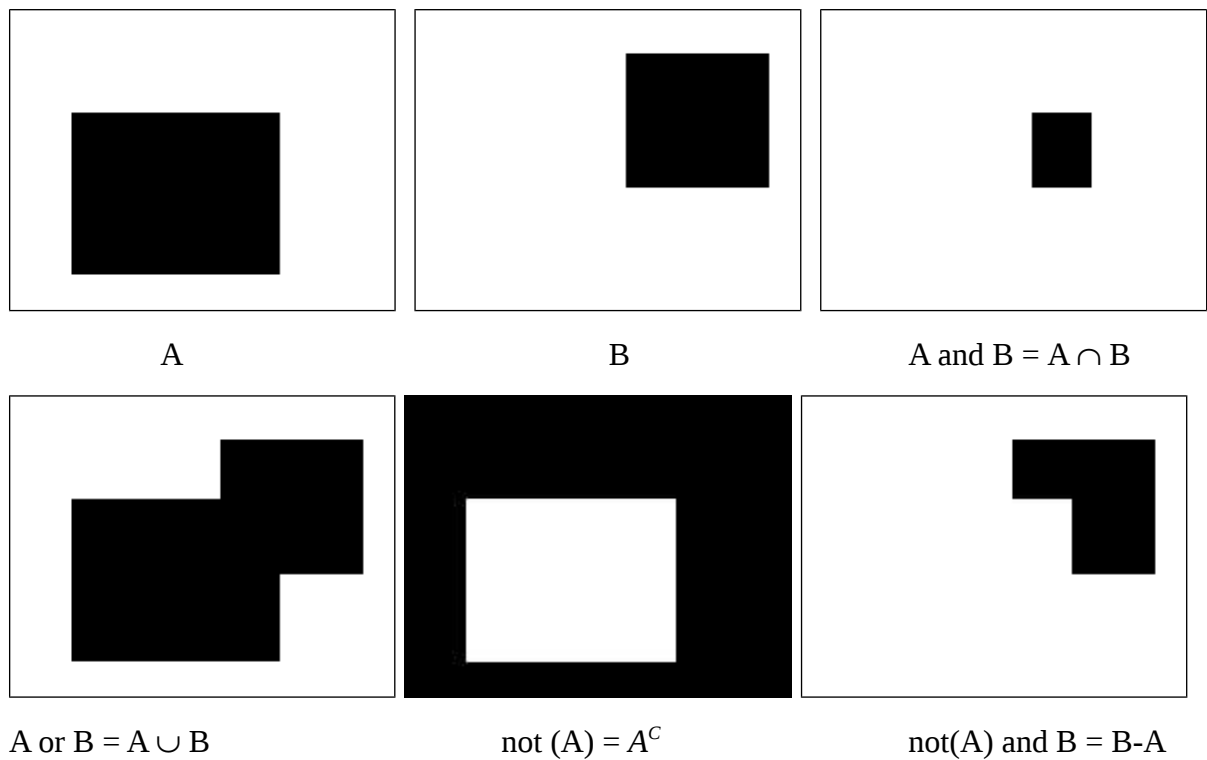 A
B
A and B = A ∩ B
A or B = A ∪ B
not (A) = A^C
not(A) and B = B-A